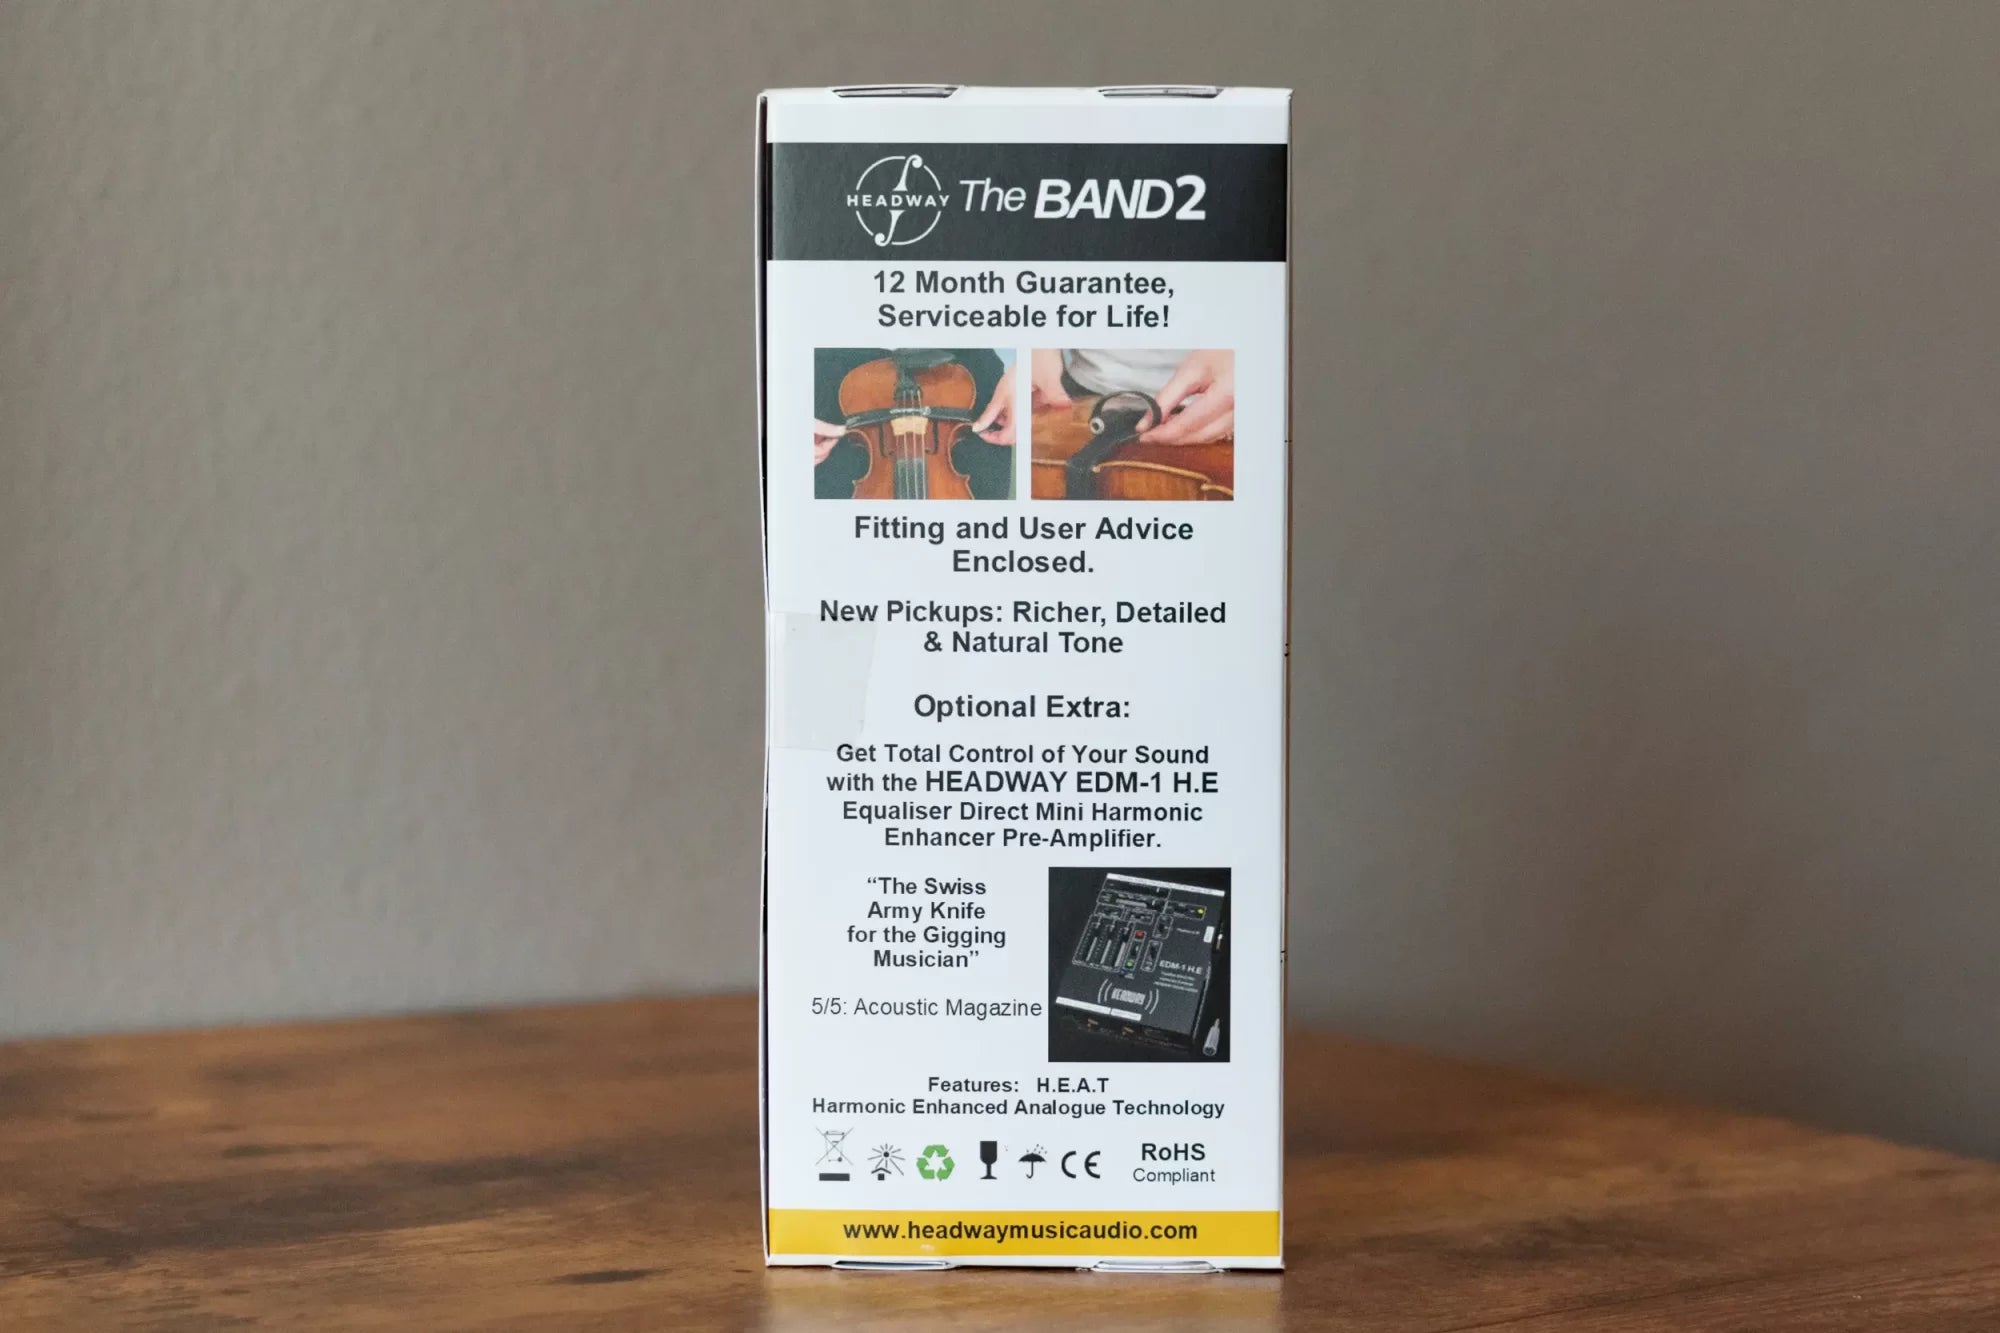 HEADWAY The BAND2
12 Month Guarantee,
Serviceable for Life!
Fitting and User Advice
Enclosed.
New Pickups: Richer, Detailed
& Natural Tone
Optional Extra:
Get Total Control of Your Sound
with the HEADWAY EDM-1 H.E
Equaliser Direct Mini Harmonic
Enhancer Pre-Amplifier.
“The Swiss
Army Knife
for the Gigging
Musician”
5/5: Acoustic Magazine
EDM-1 H.E
HEADWAY
Features: H.E.A.T
Harmonic Enhanced Analogue Technology
CE
RoHS
Compliant
www.headwaymusicaudio.com